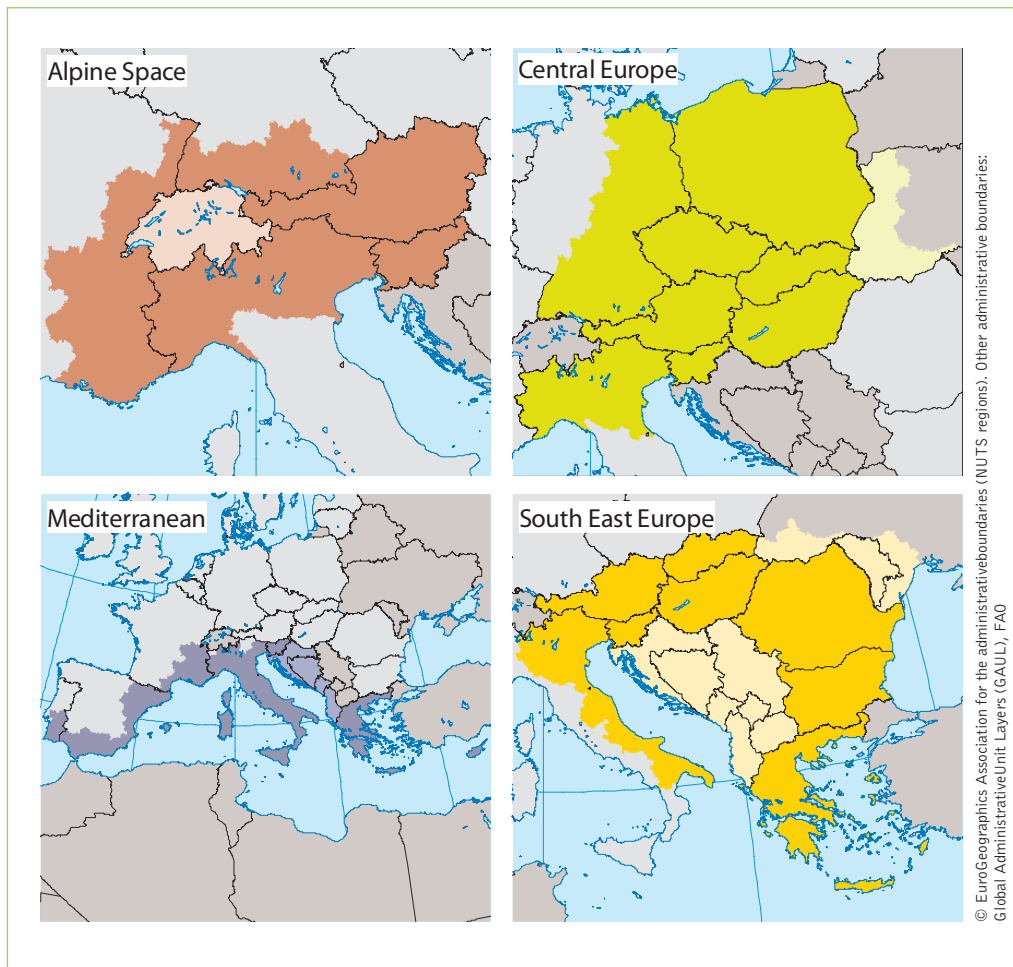 Alpine Space
Central Europe
Mediterranean
South East Europe
© EuroGeographics Association for the administrativeboundaries (NUTS regions). Other administrative boundaries:
Global AdministrativeUnit Layers (GAUL), FAO